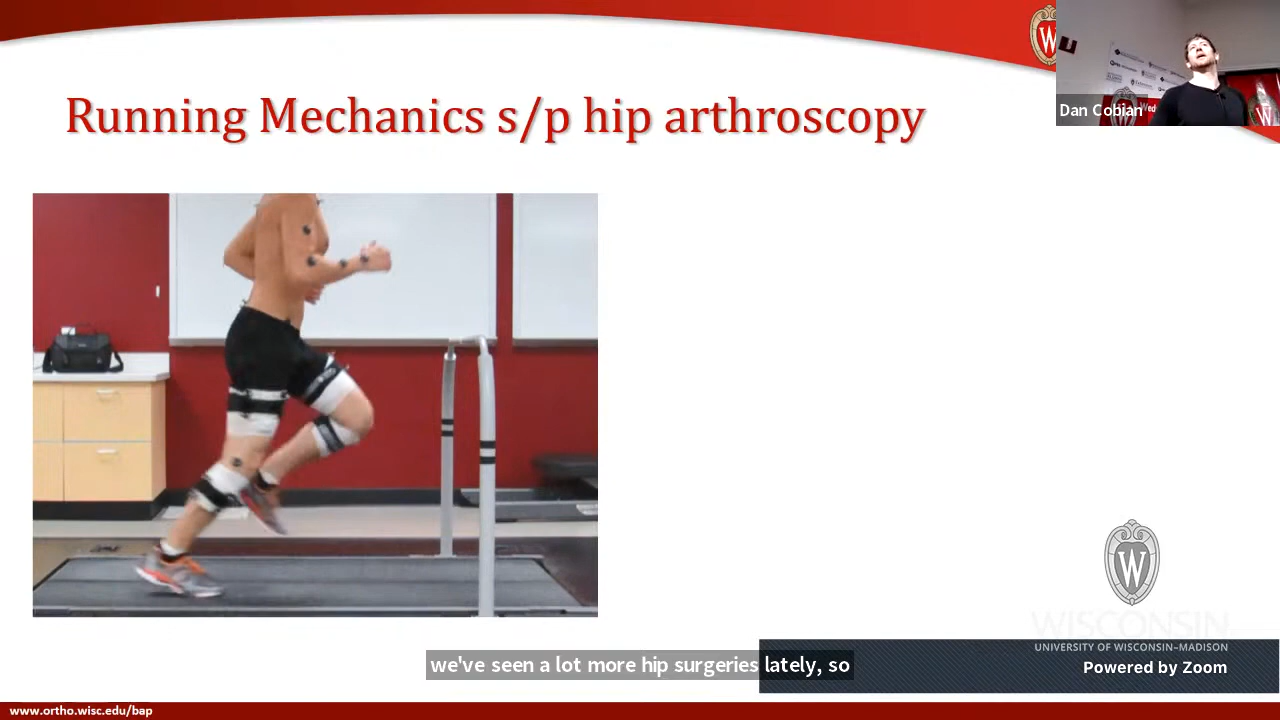 Running Mechanics s/p hip arthroscopy
W
Dan Cobian
W
W
WISCONSIN
UNIVERSITY OF WISCONSIN–MADISON
we've seen a lot more hip surgeries lately, so
Powered by Zoom
www.ortho.wisc.edu/bap